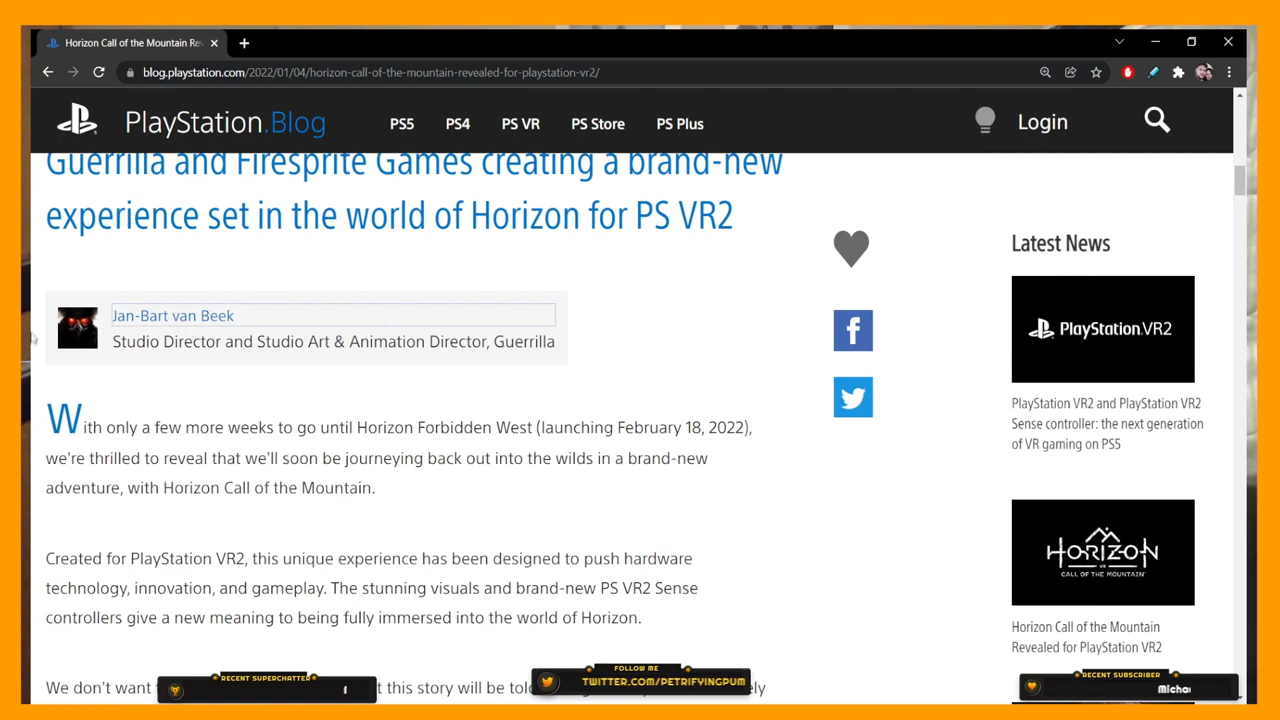 Horizon Call of the Mountain Re
blog.playstation.com/2022/01/04/horizon-call-of-the-mountain-revealed-for-playstation-vr2/
PlayStation.Blog
PS5
PS4
PS VR
PS Store
PS Plus
Login
Guerrilla and Firesprite Games creating a brand-new
experience set in the world of Horizon for PS VR2
Jan-Bart van Beek
Studio Director and Studio Art & Animation Director, Guerrilla
With only a few more weeks to go until Horizon Forbidden West (launching February 18, 2022),
we're thrilled to reveal that we'll soon be journeying back out into the wilds in a brand-new
adventure, with Horizon Call of the Mountain.
Created for PlayStation VR2, this unique experience has been designed to push hardware
technology, innovation, and gameplay. The stunning visuals and brand-new PS VR2 Sense
controllers give a new meaning to being fully immersed into the world of Horizon.
We don't want
t this story will be tol
ely
Latest News
PlayStation.VR2
PlayStation VR2 and PlayStation VR2
Sense controller: the next generation
of VR gaming on PS5
HORIZON
VR
CALL OF THE MOUNTAIN
Horizon Call of the Mountain
Revealed for PlayStation VR2
RECENT SUPERCHATTER
f
FOLLOW ME
TWITTER.COM/PETRIFYINGPUM
RECENT SUBSCRIBER
Micha